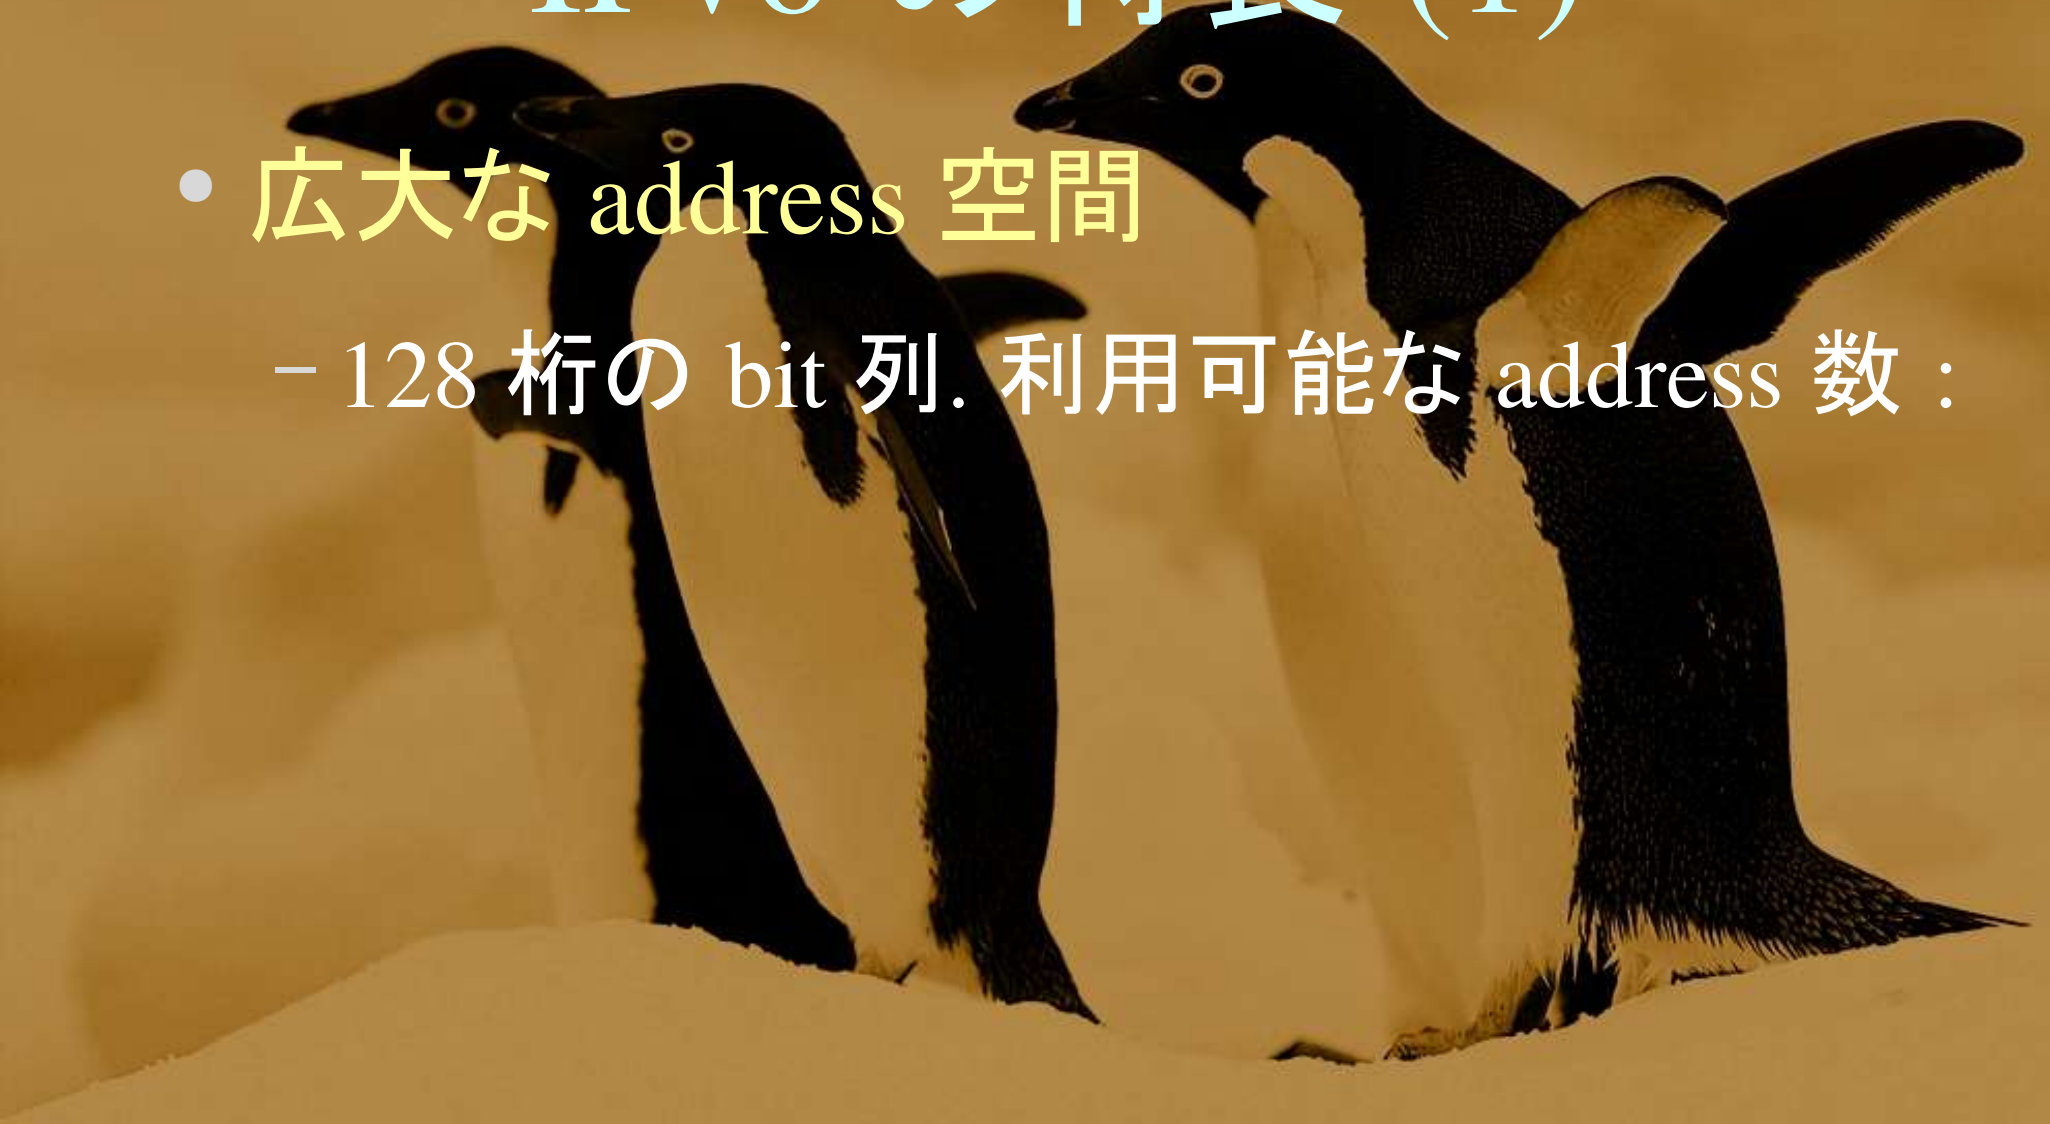 • 広大な address 空間
– 128 桁の bit 列. 利用可能な address 数 :